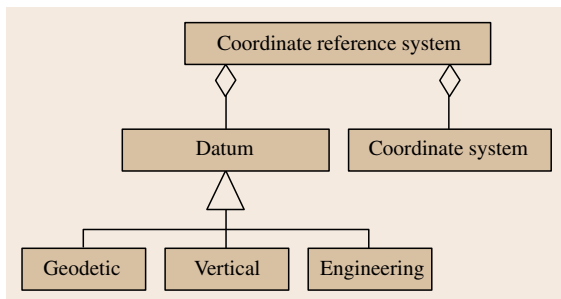 Coordinate reference system
Datum
Coordinate system
Geodetic
Vertical
Engineering